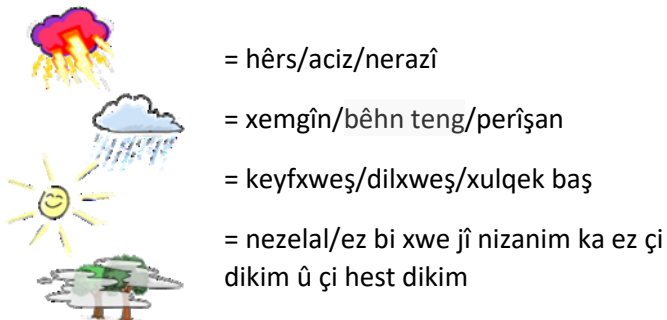 = hêrs/aciz/nerazî
= xemgîn/bêhn teng/perîşan
= keyfxweş/dilxweş/xulqek baş
= nezelal/ez bi xwe jî nizanim ka ez çi
dikim û çi hest dikim